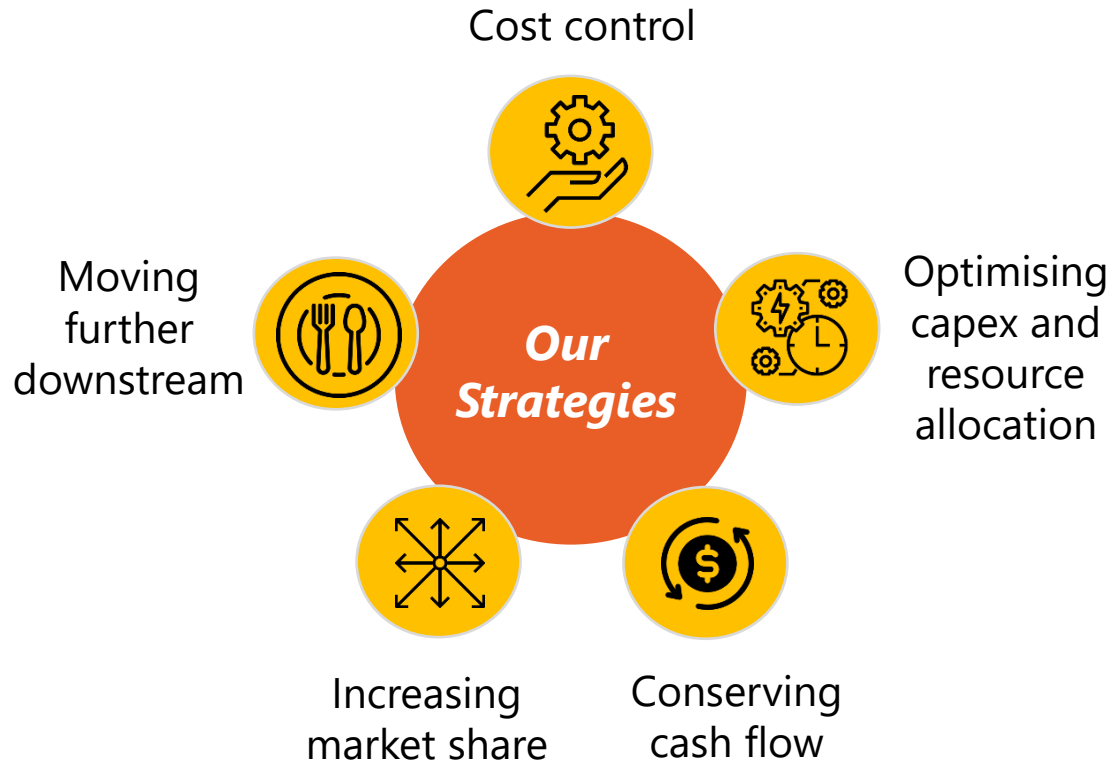 Cost control
Moving
further
downstream
Our
Strategies
Optimising
capex and
resource
allocation
Increasing
market share
Conserving
cash flow